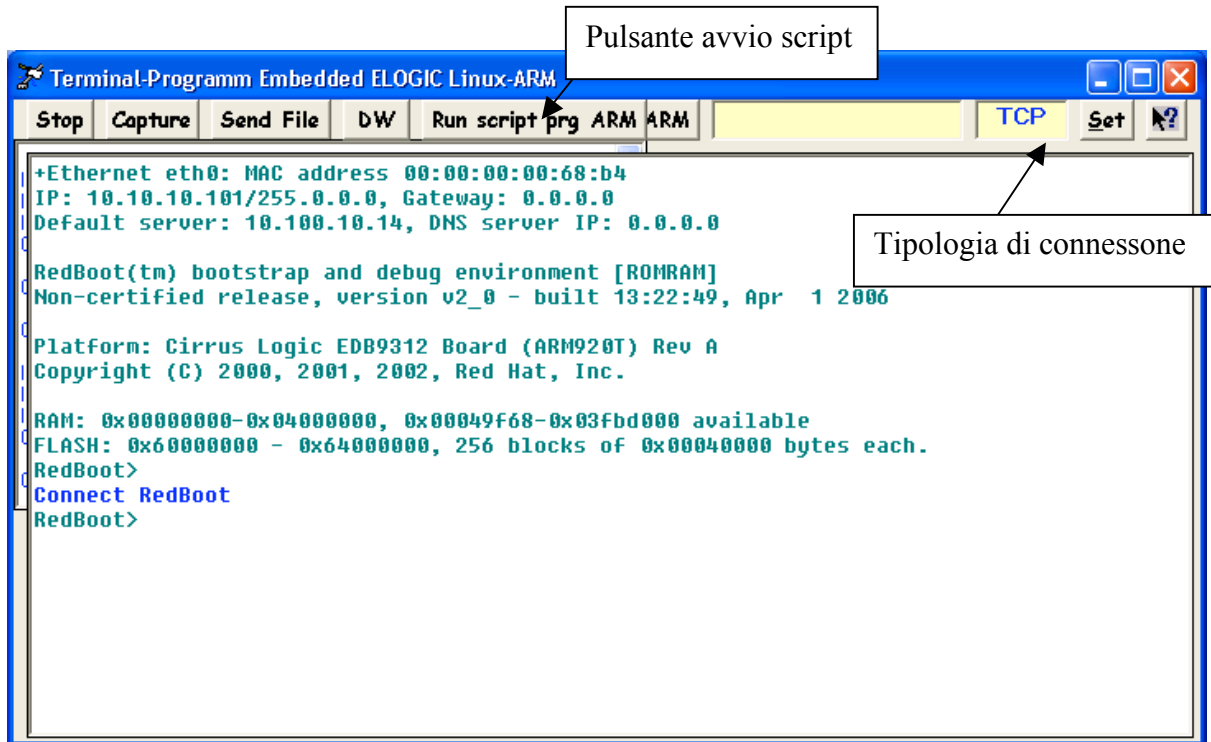 Pulsante avvio script
Terminal-Programm Embedded ELOGIC Linux-ARM
Stop Capture Send File DW Run script prg ARM ARM TCP Set
+Ethernet eth0: MAC address 00:00:00:00:68:b4
IP: 10.10.10.101/255.0.0.0, Gateway: 0.0.0.0
Default server: 10.100.10.14, DNS server IP: 0.0.0.0
Tipologia di connessone
RedBoot(tm) bootstrap and debug environment [ROMRAM]
Non-certified release, version v2_0 - built 13:22:49, Apr  1 2006
Platform: Cirrus Logic EDB9312 Board (ARM920T) Rev A
Copyright (C) 2000, 2001, 2002, Red Hat, Inc.
RAM: 0x00000000-0x04000000, 0x00049f68-0x03fbd000 available
FLASH: 0x60000000 - 0x64000000, 256 blocks of 0x00040000 bytes each.
RedBoot>
Connect RedBoot
RedBoot>